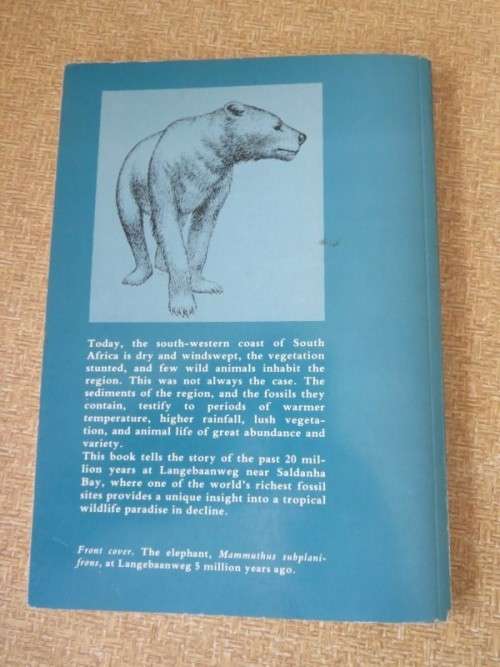 Today, the south-western coast of South
Africa is dry and windswept, the vegetation
stunted, and few wild animals inhabit the
region. This was not always the case. The
sediments of the region, and the fossils they
contain, testify to periods of warmer
temperature, higher rainfall, lush vegeta-
tion, and animal life of great abundance and
variety.
This book tells the story of the past 20 mil-
lion years at Langebaanweg near Saldanha
Bay, where one of the world's richest fossil
sites provides a unique insight into a tropical
wildlife paradise in decline.
Front cover. The elephant, Mammuthus subplani-
frons, at Langebaanweg 5 million years ago.